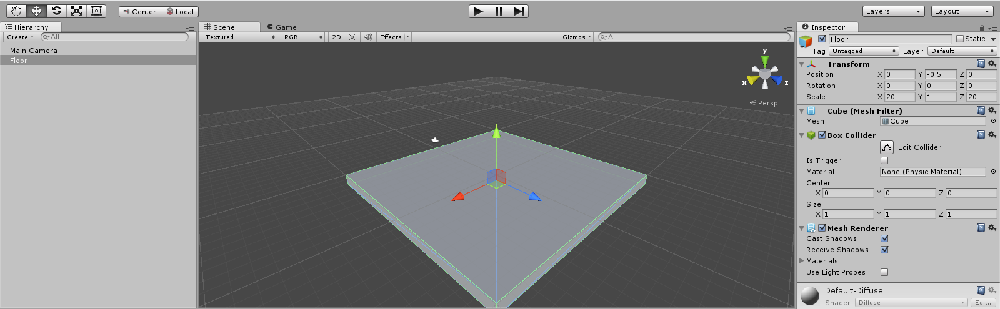 Center Local Layers Layout
Hierarchy
Create All
Main Camera
Floor
Scene Game
Textured RGB 2D Effects Gizmos All
y
x z
Persp
Inspector
Floor Static
Tag Untagged Layer Default
Transform
Position X 0 Y -0.5 Z 0
Rotation X 0 Y 0 Z 0
Scale X 20 Y 1 Z 20
Cube (Mesh Filter)
Mesh Cube
Box Collider
Edit Collider
Is Trigger
Material None (Physic Material)
Center
X 0 Y 0 Z 0
Size
X 1 Y 1 Z 1
Mesh Renderer
Cast Shadows
Receive Shadows
Materials
Use Light Probes
Default-Diffuse
Shader Diffuse Edit...